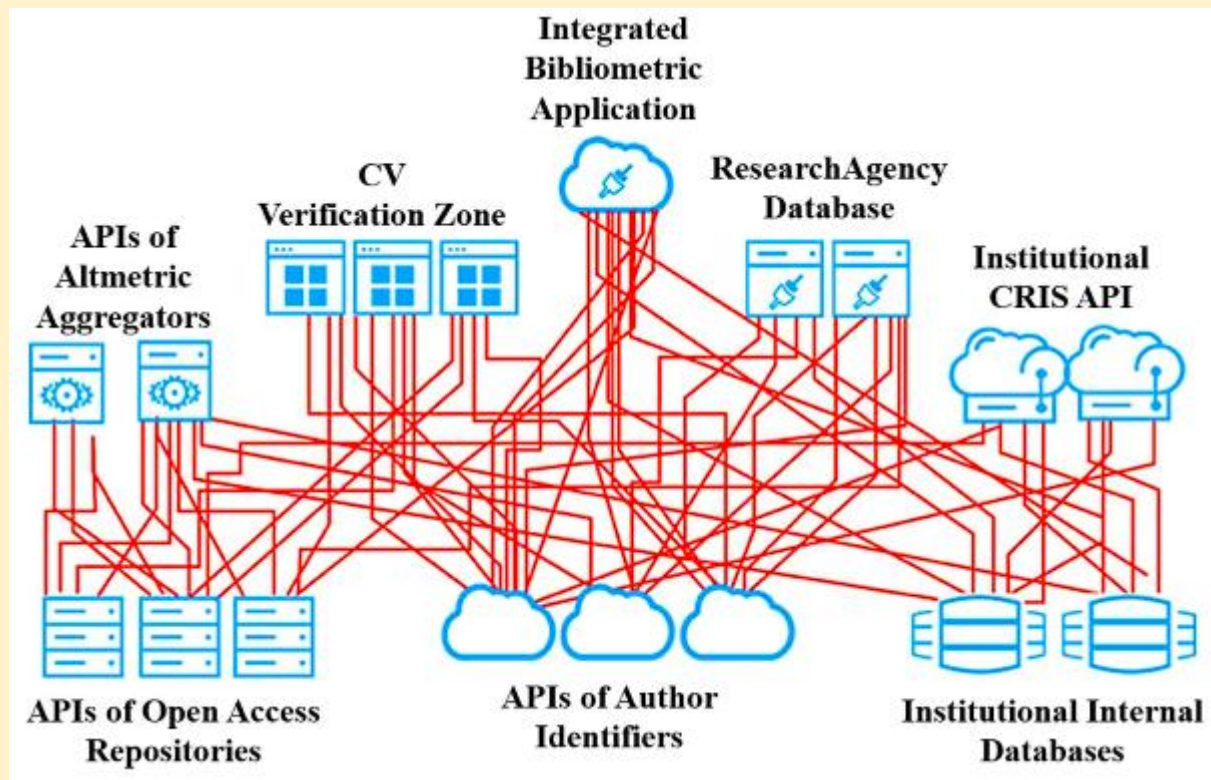 Integrated
Bibliometric
Application
CV
Verification Zone
ResearchAgency
Database
APIs of
Altmetric
Aggregators
Institutional
CRIS API
APIs of Open Access
Repositories
APIs of Author
Identifiers
Institutional Internal
Databases